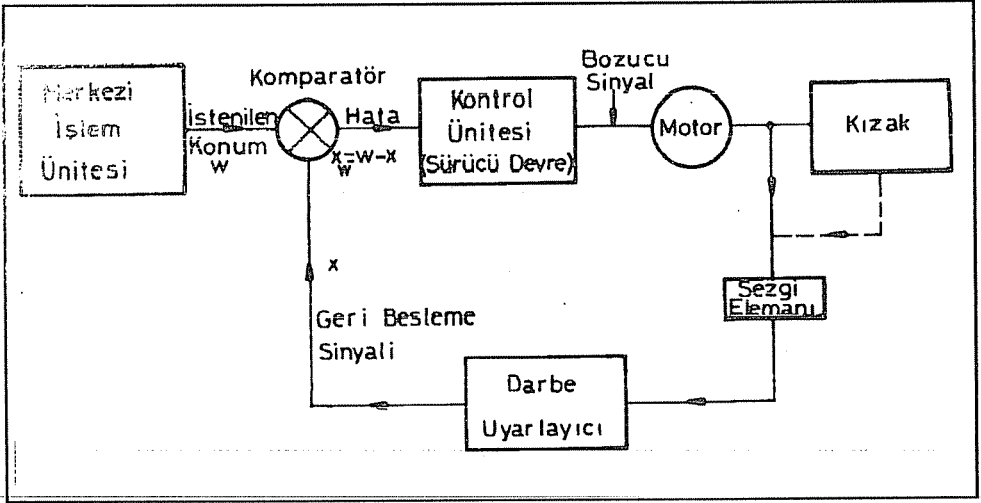 Merkezi
İşlem
Ünitesi
İstenilen
Konum
w
Komparatör
Hata
x_w=w-x
Kontrol
Ünitesi
(Sürücü Devre)
Bozucu
Sinyal
Motor
Kızak
Sezgi
Elemanı
Darbe
Uyarlayıcı
x
Geri Besleme
Sinyali